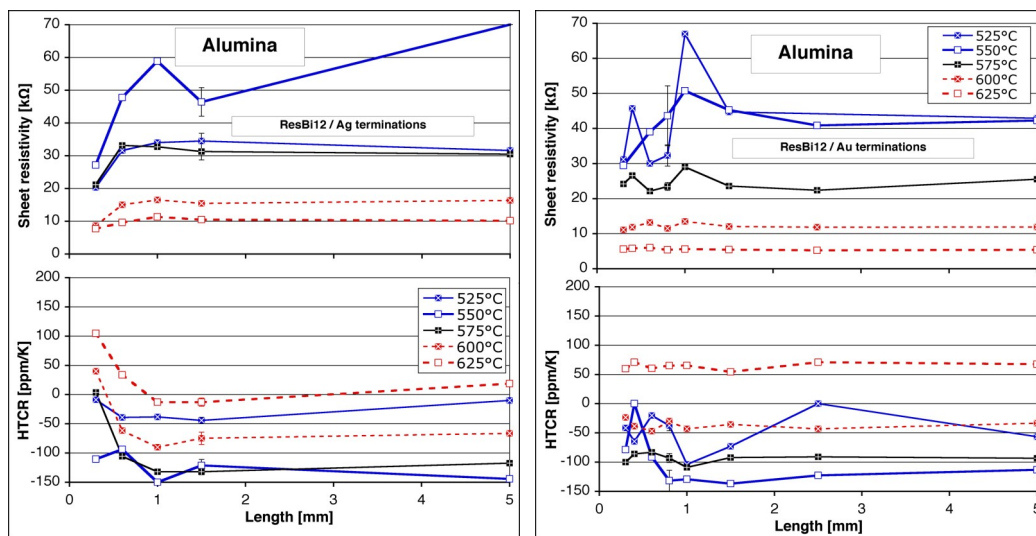 Alumina
ResBi12 / Ag terminations
Sheet resistivity [kΩ]
70
60
50
40
30
20
10
0
HTCR [ppm/K]
200
150
100
50
0
-50
-100
-150
525°C
550°C
575°C
600°C
625°C
0 1 2 3 4 5
Length [mm]
Alumina
525°C
550°C
575°C
600°C
625°C
ResBi12 / Au terminations
Sheet resistivity [kΩ]
70
60
50
40
30
20
10
0
HTCR [ppm/K]
200
150
100
50
0
-50
-100
-150
0 1 2 3 4 5
Length [mm]